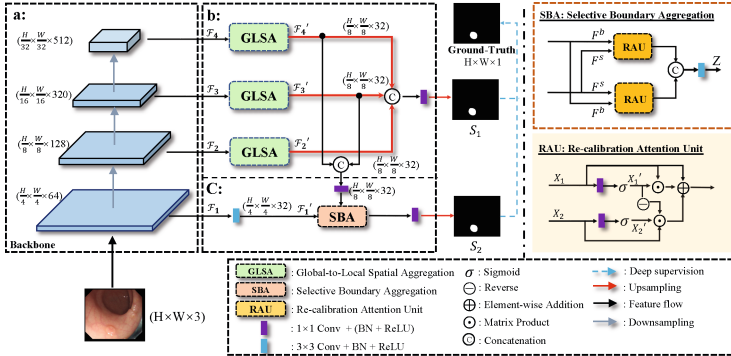 a:
(H/32 × W/32 × 512)
(H/16 × W/16 × 320)
(H/8 × W/8 × 128)
(H/4 × W/4 × 64)
Backbone
(H×W×3)
b:
F4 GLSA F4′ (H/8 × W/8 × 32)
F3 GLSA F3′ (H/8 × W/8 × 32)
F2 GLSA F2′ (H/8 × W/8 × 32)
(H/8 × W/8 × 32)
C
C
C:
F1 (H/4 × W/4 × 32) F1′ SBA
(H/8 × W/8 × 32)
Ground-Truth
H×W×1
S1
S2
SBA: Selective Boundary Aggregation
F^b
RAU
F^s
C
Z
F^s
RAU
F^b
RAU: Re-calibration Attention Unit
X1 σ X1′
X2 σ X2′
GLSA : Global-to-Local Spatial Aggregation
SBA : Selective Boundary Aggregation
RAU : Re-calibration Attention Unit
: 1×1 Conv + (BN + ReLU)
: 3×3 Conv + BN + ReLU
σ : Sigmoid
: Reverse
: Element-wise Addition
: Matrix Product
C : Concatenation
: Deep supervision
: Upsampling
: Feature flow
: Downsampling